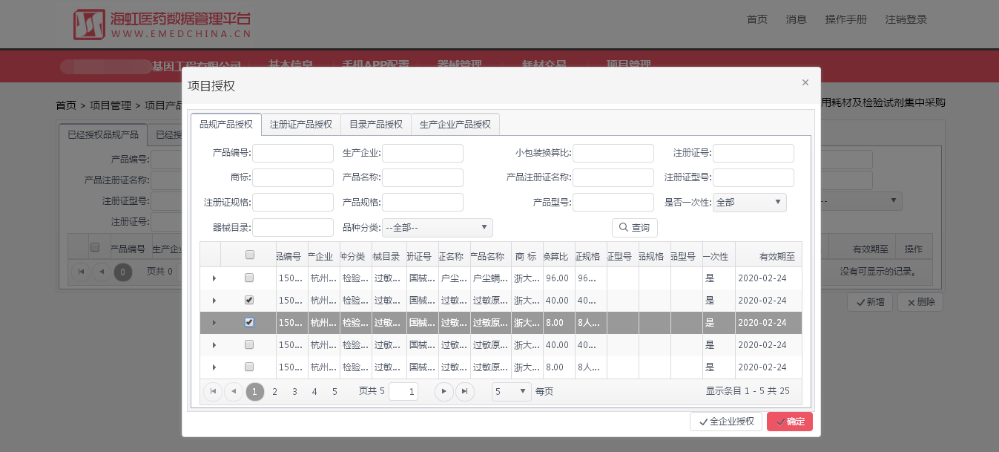 海虹医药数据管理平台
WWW.EMEDCHINA.CN
首页 消息 操作手册 注销登录
基因工程有限公司 基本信息 手机APP配置 器械管理 耗材交易 项目管理
项目授权 ×
首页 > 项目管理 > 项目产品
用耗材及检验试剂集中采购
已经授权品规产品 已经授
品规产品授权 注册证产品授权 目录产品授权 生产企业产品授权
产品编号:
产品注册证名称:
注册证型号:
注册证号:
产品编号: 生产企业: 小包装换算比: 注册证号:
商标: 产品名称: 产品注册证名称: 注册证型号:
注册证规格: 产品规格: 产品型号: 是否一次性: 全部
器械目录: 品种分类: --全部-- 查询
产品编号 生产企业
有效期至 操作
页共 0
0
没有可显示的记录。
新增 删除
品编号 产企业 种分类 械目录 册证号 证名称 产品名称 商 标 换算比 证规格 证型号 品规格 品型号 一次性 有效期至
150... 杭州... 检验... 过敏... 国械... 户尘... 户尘螨... 浙大... 96.00 96... 是 2020-02-24
150... 杭州... 检验... 过敏... 国械... 过敏... 过敏原... 浙大... 40.00 40... 是 2020-02-24
150... 杭州... 检验... 过敏... 国械... 过敏... 过敏原... 浙大... 8.00 8人... 是 2020-02-24
150... 杭州... 检验... 过敏... 国械... 过敏... 过敏原... 浙大... 40.00 40... 是 2020-02-24
150... 杭州... 检验... 过敏... 国械... 过敏... 过敏原... 浙大... 8.00 8人... 是 2020-02-24
1 2 3 4 5 页共 5 1 5 每页 显示条目 1 - 5 共 25
全企业授权 确定